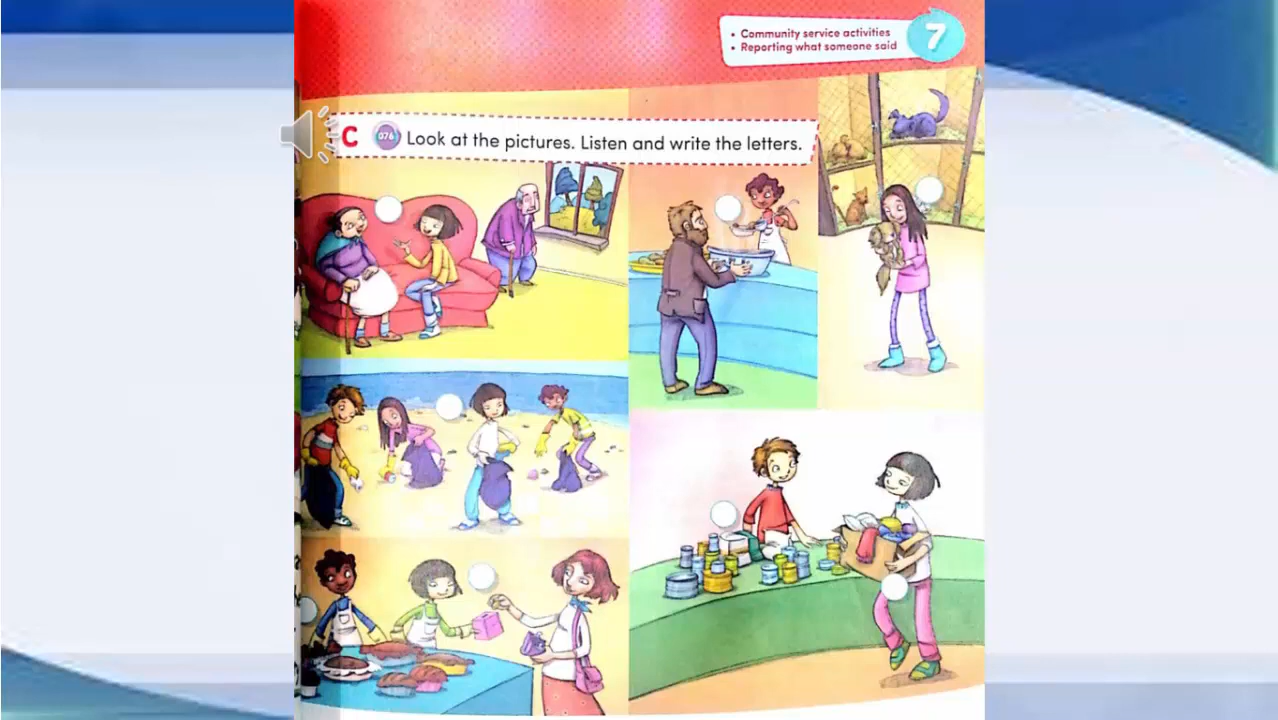 • Community service activities
• Reporting what someone said
7
C 076 Look at the pictures. Listen and write the letters.